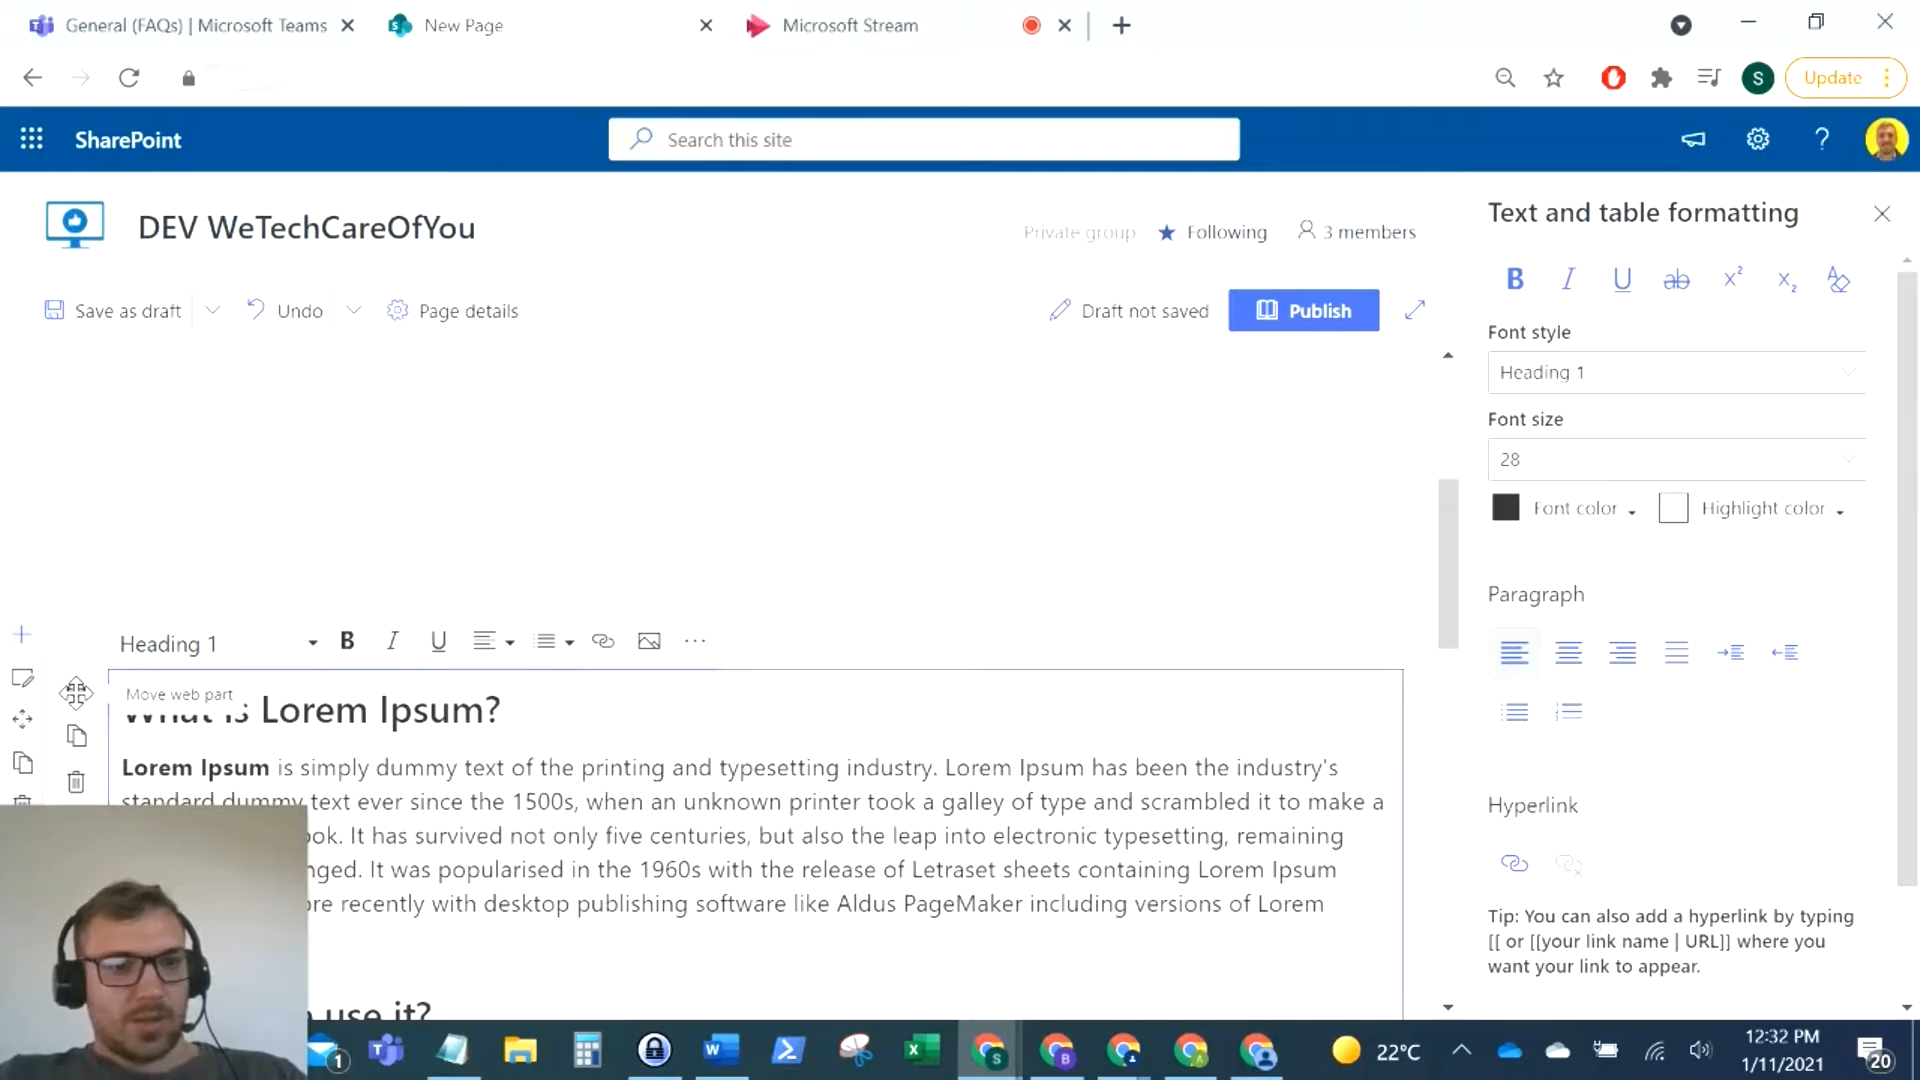 General (FAQs) | Microsoft Teams
New Page
Microsoft Stream
S
Update
SharePoint
Search this site
DEV WeTechCareOfYou
Private group
Following
3 members
Save as draft
Undo
Page details
Draft not saved
Publish
Text and table formatting
B I U ab x² x₂ A
Font style
Heading 1
Font size
28
Font color
Highlight color
Paragraph
Hyperlink
Tip: You can also add a hyperlink by typing
[[ or [[your link name | URL]] where you
want your link to appear.
Heading 1
B I U
Move web part
What is Lorem Ipsum?
Lorem Ipsum is simply dummy text of the printing and typesetting industry. Lorem Ipsum has been the industry's
standard dummy text ever since the 1500s, when an unknown printer took a galley of type and scrambled it to make a
ok. It has survived not only five centuries, but also the leap into electronic typesetting, remaining
nged. It was popularised in the 1960s with the release of Letraset sheets containing Lorem Ipsum
re recently with desktop publishing software like Aldus PageMaker including versions of Lorem
use it?
1
22°C
12:32 PM
1/11/2021
20